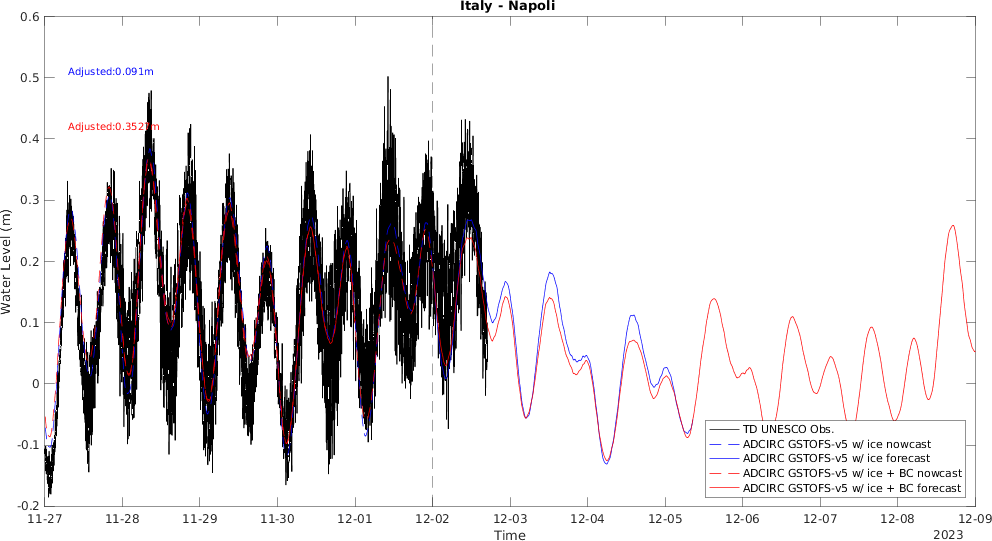 Italy - Napoli
Adjusted:0.091m
Adjusted:0.3521m
Water Level (m)
0.6
0.5
0.4
0.3
0.2
0.1
0
-0.1
-0.2
TD UNESCO Obs.
ADCIRC GSTOFS-v5 w/ ice nowcast
ADCIRC GSTOFS-v5 w/ ice forecast
ADCIRC GSTOFS-v5 w/ ice + BC nowcast
ADCIRC GSTOFS-v5 w/ ice + BC forecast
11-27 11-28 11-29 11-30 12-01 12-02 12-03 12-04 12-05 12-06 12-07 12-08 12-09
Time
2023